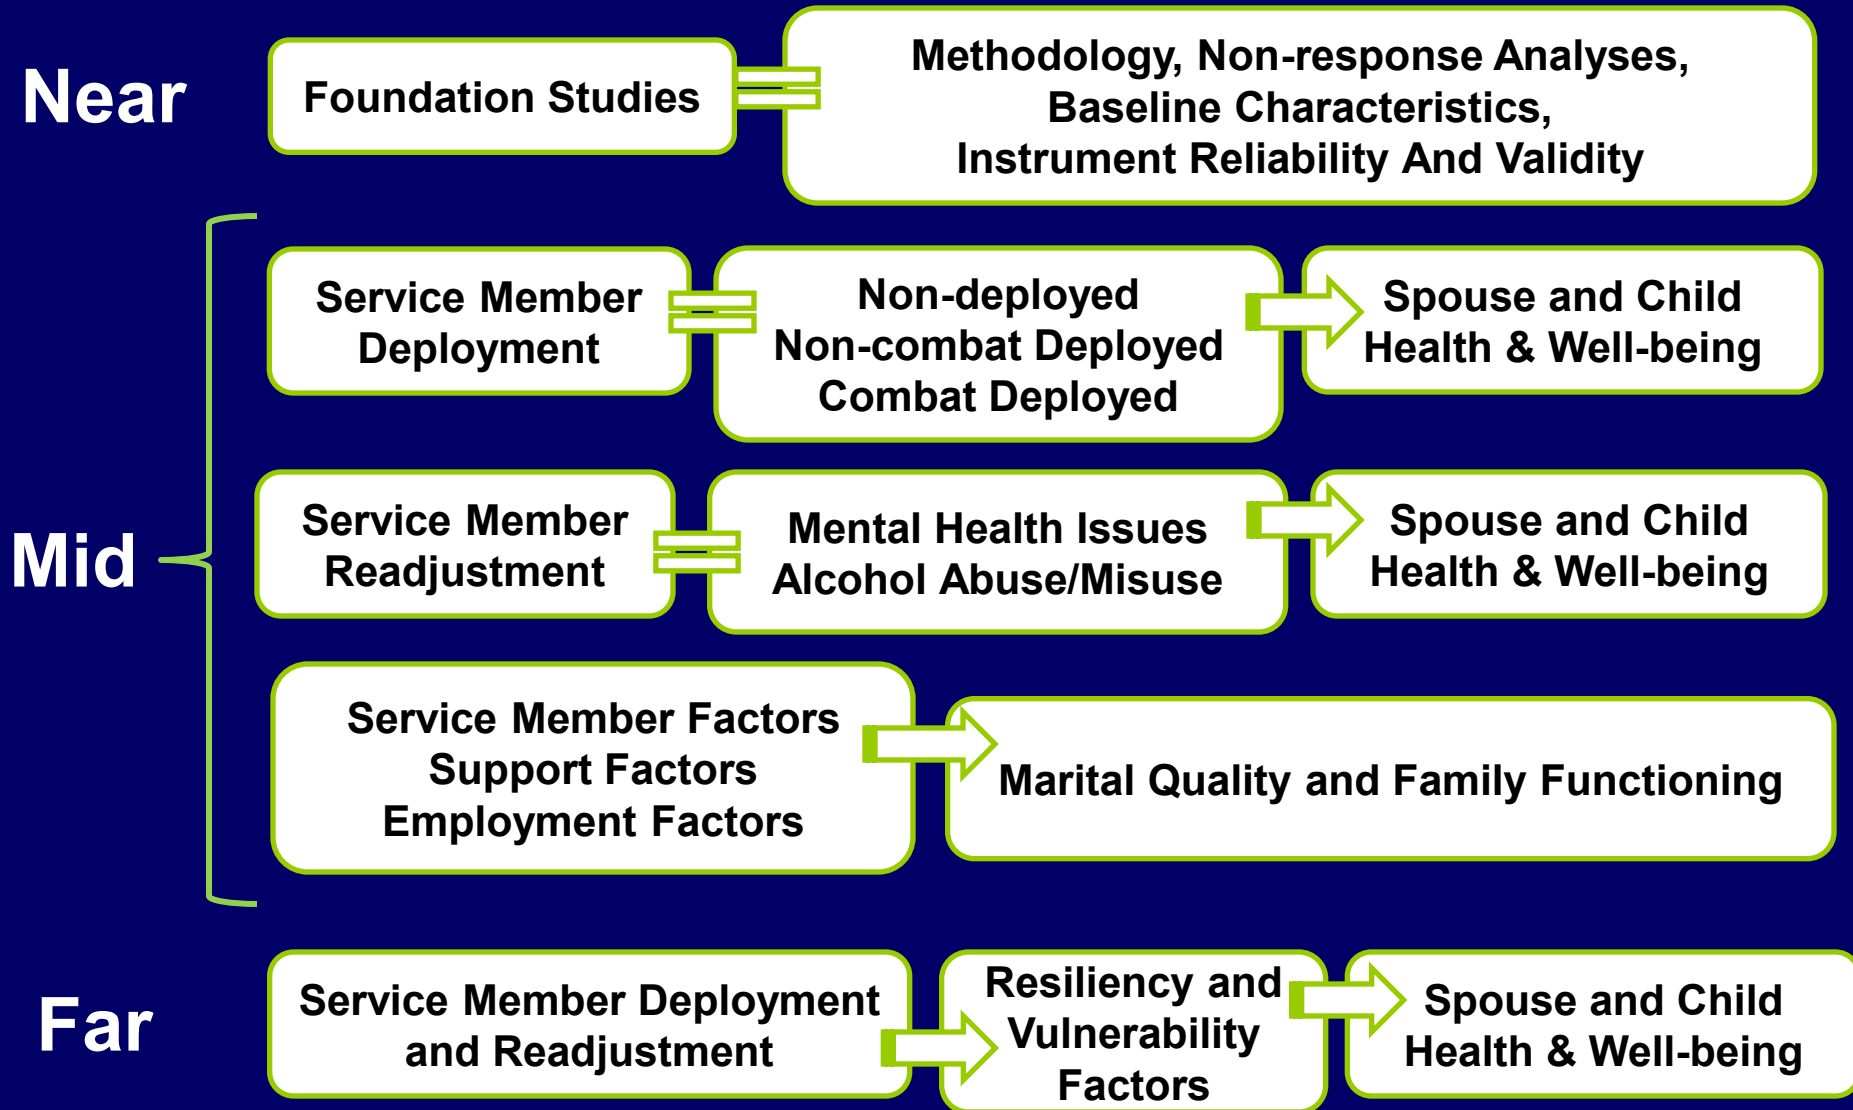 Near
Foundation Studies
Methodology, Non-response Analyses,
Baseline Characteristics,
Instrument Reliability And Validity
Mid
Service Member
Deployment
Non-deployed
Non-combat Deployed
Combat Deployed
Spouse and Child
Health & Well-being
Service Member
Readjustment
Mental Health Issues
Alcohol Abuse/Misuse
Spouse and Child
Health & Well-being
Service Member Factors
Support Factors
Employment Factors
Marital Quality and Family Functioning
Far
Service Member Deployment
and Readjustment
Resiliency and
Vulnerability
Factors
Spouse and Child
Health & Well-being